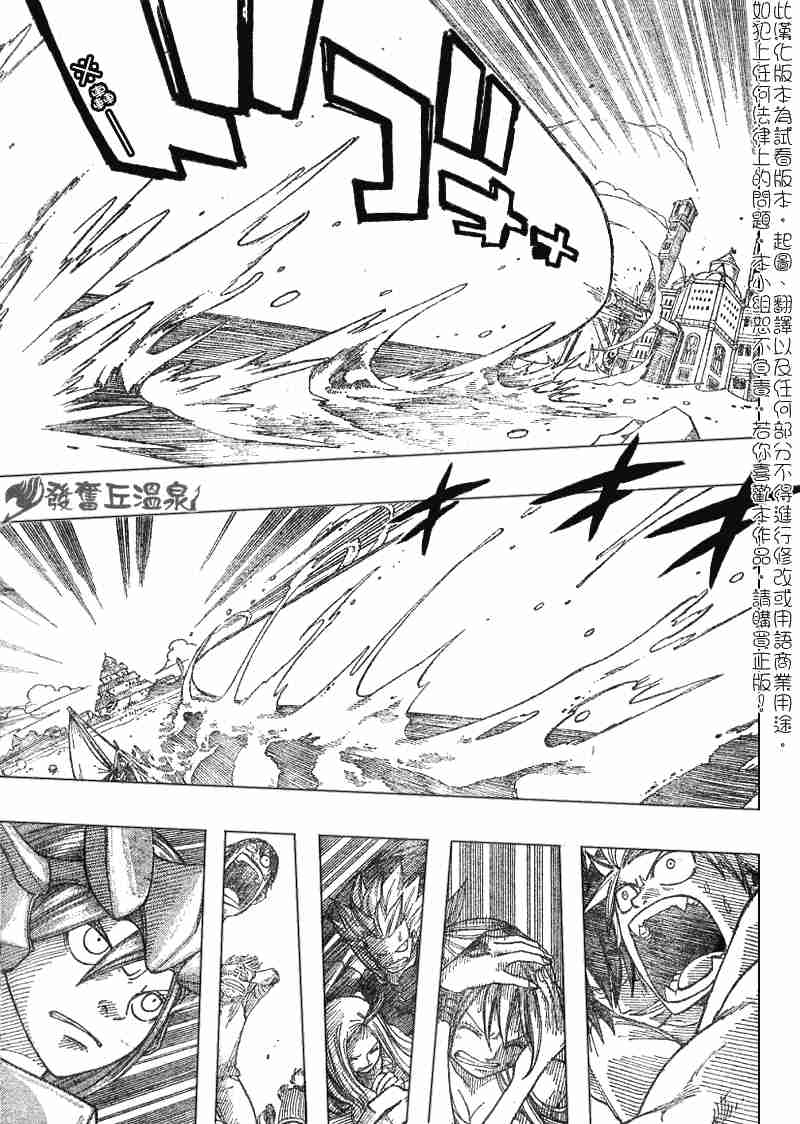 此漢化版本為試看版本。起圖、翻譯以及任何部分不得進行修改或用語商業用途。
如犯上任何法律上的問題！本小組恕不負責！若你喜歡本作品！請購買正版！
※轟
ゴゴゴ
發奮丘溫泉